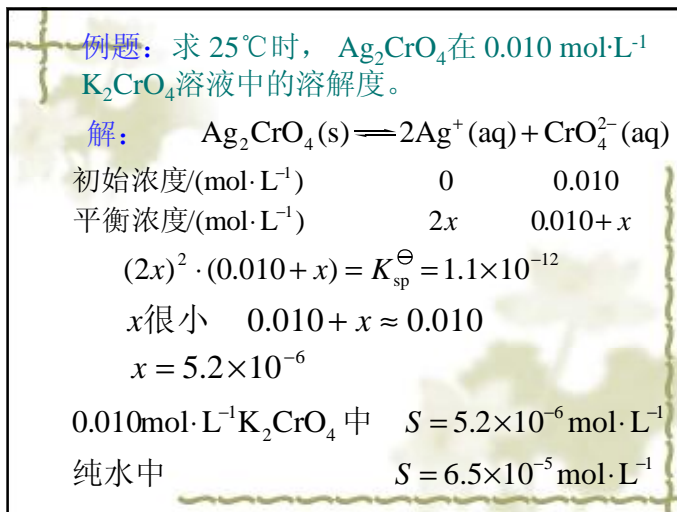 例题：求 25℃时， Ag₂CrO₄在 0.010 mol·L⁻¹
K₂CrO₄溶液中的溶解度。
解： Ag₂CrO₄(s) ⇌ 2Ag⁺(aq) + CrO₄²⁻(aq)
初始浓度/(mol·L⁻¹) 0 0.010
平衡浓度/(mol·L⁻¹) 2x 0.010+ x
(2x)² ·(0.010+ x) = K_sp^⊖ = 1.1×10⁻¹²
x很小 0.010+ x ≈ 0.010
x = 5.2×10⁻⁶
0.010mol·L⁻¹K₂CrO₄ 中 S = 5.2×10⁻⁶ mol·L⁻¹
纯水中 S = 6.5×10⁻⁵ mol·L⁻¹